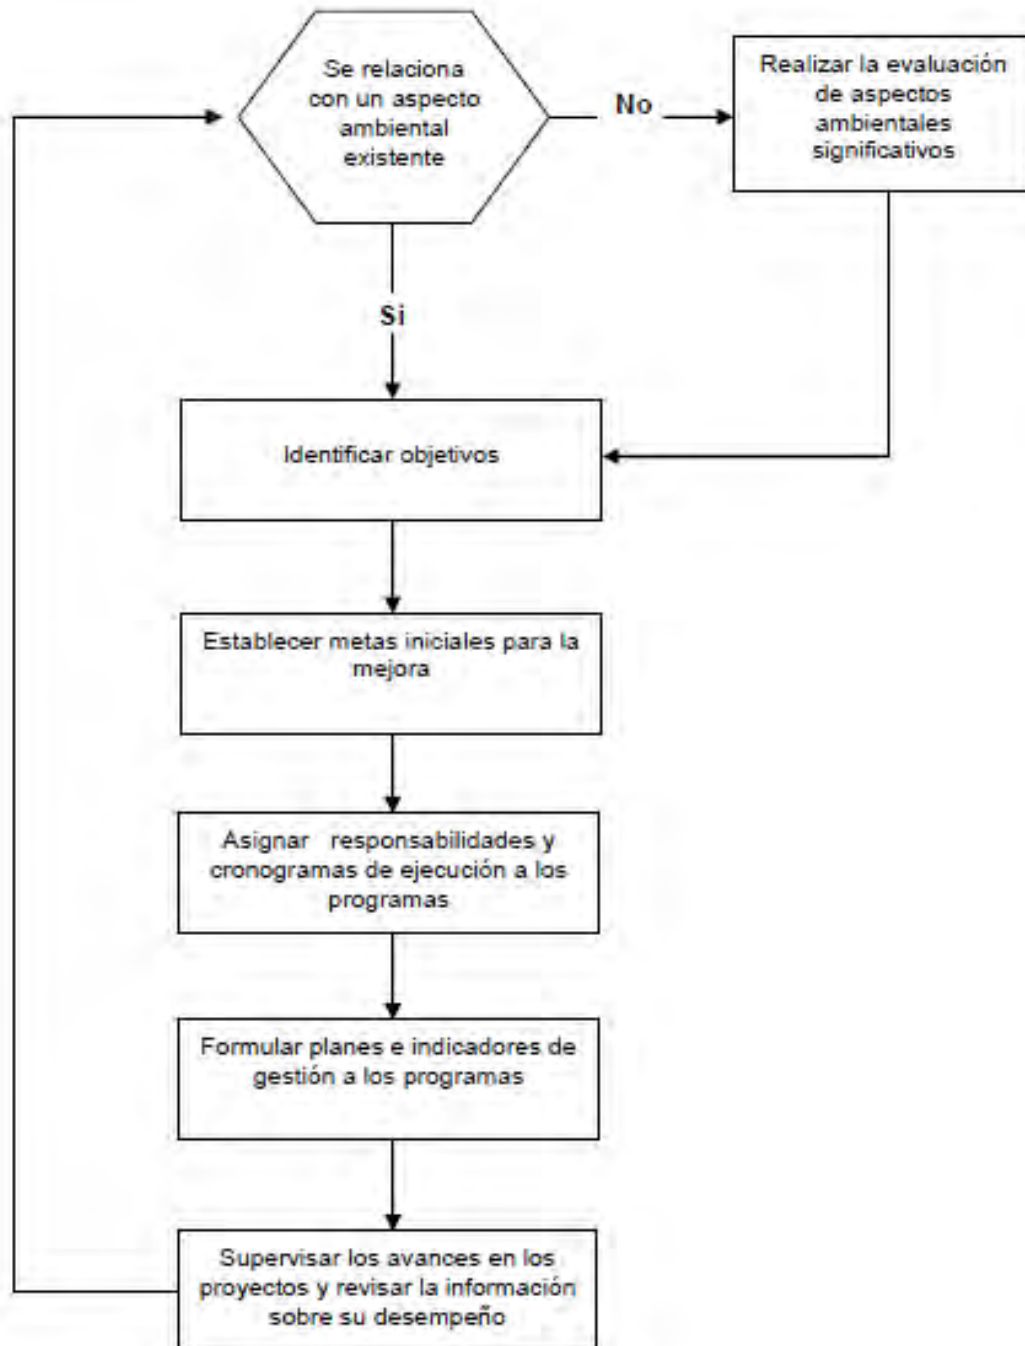 Se relaciona
con un aspecto
ambiental
existente
No
Realizar la evaluación
de aspectos
ambientales
significativos
Si
Identificar objetivos
Establecer metas iniciales para la
mejora
Asignar responsabilidades y
cronogramas de ejecución a los
programas
Formular planes e indicadores de
gestión a los programas
Supervisar los avances en los
proyectos y revisar la información
sobre su desempeño